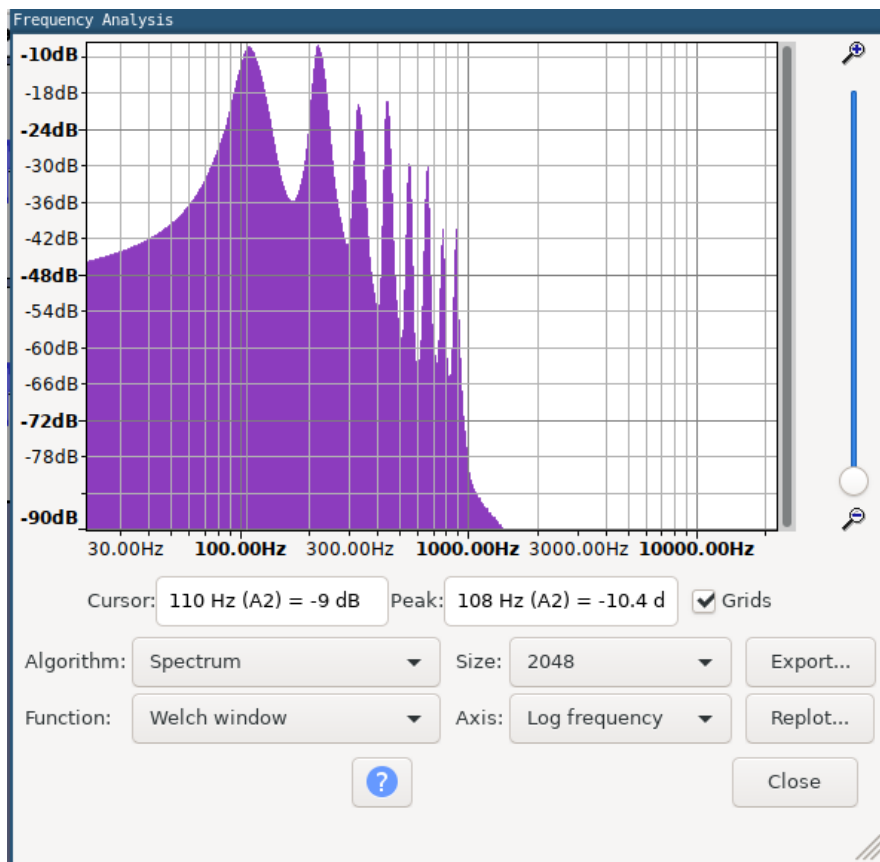 Frequency Analysis
-10dB
-18dB
-24dB
-30dB
-36dB
-42dB
-48dB
-54dB
-60dB
-66dB
-72dB
-78dB
-90dB
30.00Hz 100.00Hz 300.00Hz 1000.00Hz 3000.00Hz 10000.00Hz
Cursor: 110 Hz (A2) = -9 dB Peak: 108 Hz (A2) = -10.4 d Grids
Algorithm: Spectrum Size: 2048 Export...
Function: Welch window Axis: Log frequency Replot...
? Close